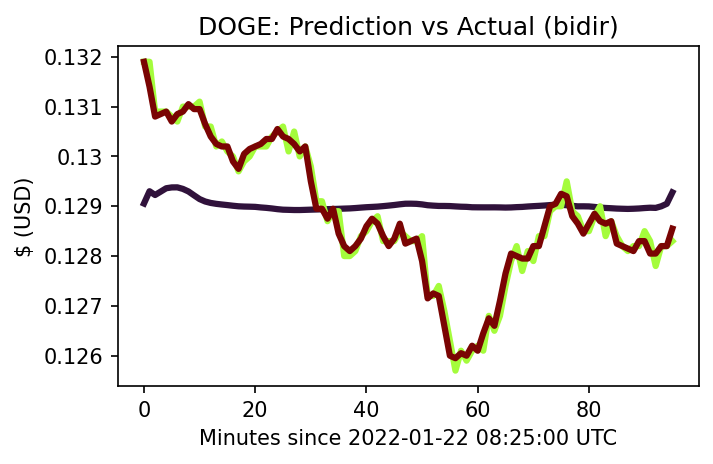 DOGE: Prediction vs Actual (bidir)
$ (USD)
0.132
0.131
0.13
0.129
0.128
0.127
0.126
0 20 40 60 80
Minutes since 2022-01-22 08:25:00 UTC